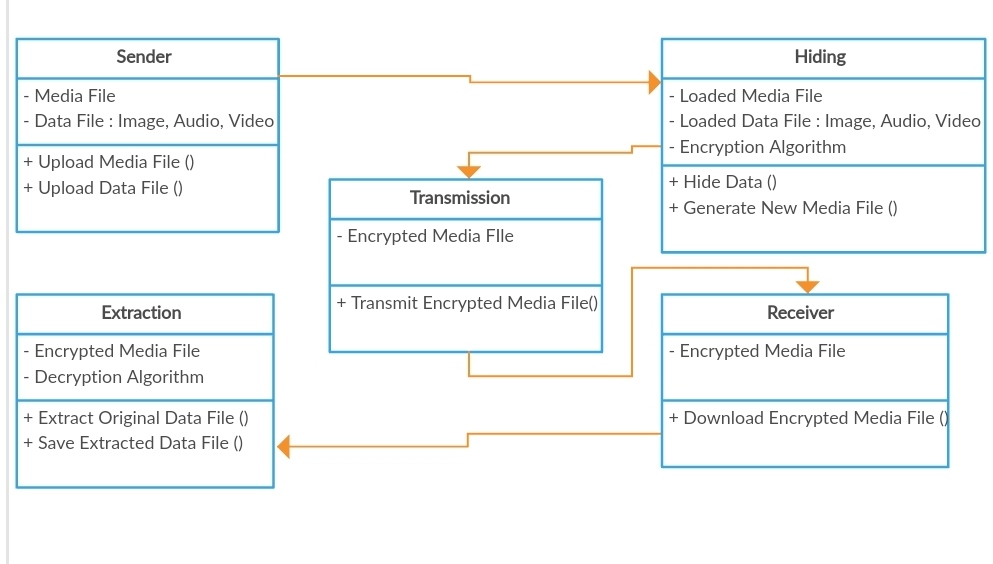 Sender
- Media File
- Data File : Image, Audio, Video
+ Upload Media File ()
+ Upload Data File ()
Hiding
- Loaded Media File
- Loaded Data File : Image, Audio, Video
- Encryption Algorithm
+ Hide Data ()
+ Generate New Media File ()
Transmission
- Encrypted Media FIle
+ Transmit Encrypted Media File()
Receiver
- Encrypted Media File
+ Download Encrypted Media File ()
Extraction
- Encrypted Media File
- Decryption Algorithm
+ Extract Original Data File ()
+ Save Extracted Data File ()